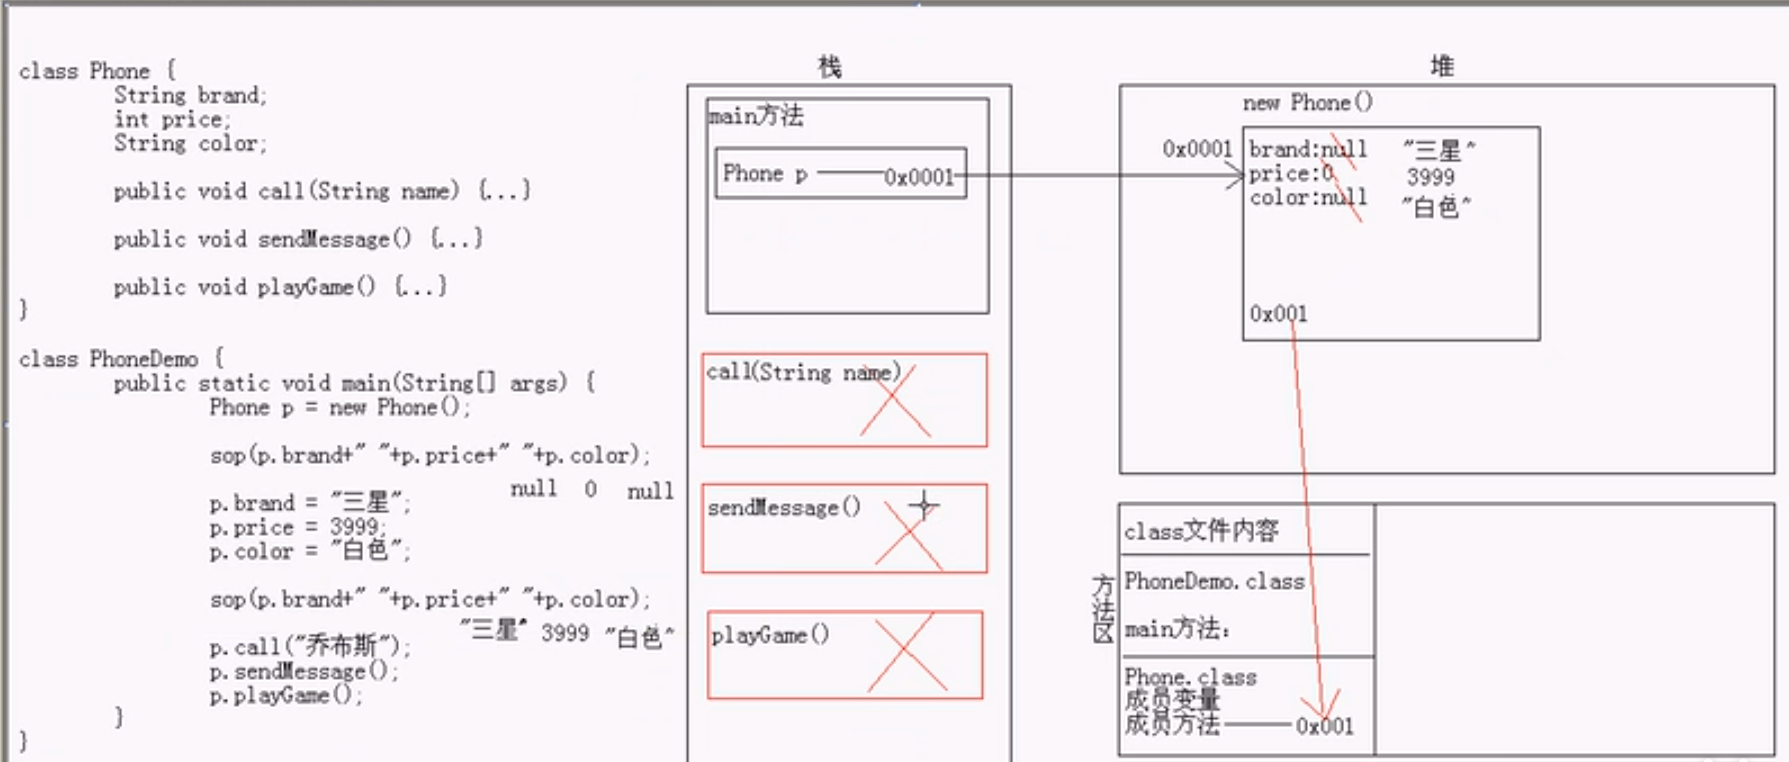 class Phone {
String brand;
int price;
String color;
public void call(String name) {...}
public void sendMessage() {...}
public void playGame() {...}
}
class PhoneDemo {
public static void main(String[] args) {
Phone p = new Phone();
sop(p.brand+" "+p.price+" "+p.color);
null 0 null
p.brand = "三星";
p.price = 3999;
p.color = "白色";
sop(p.brand+" "+p.price+" "+p.color);
"三星" 3999 "白色"
p.call("乔布斯");
p.sendMessage();
p.playGame();
}
}
栈
main方法
Phone p 0x0001
call(String name)
sendMessage()
playGame()
堆
new Phone()
0x0001
brand:null "三星"
price:0 3999
color:null "白色"
0x001
方法区
class文件内容
PhoneDemo.class
main方法:
Phone.class
成员变量
成员方法 0x001